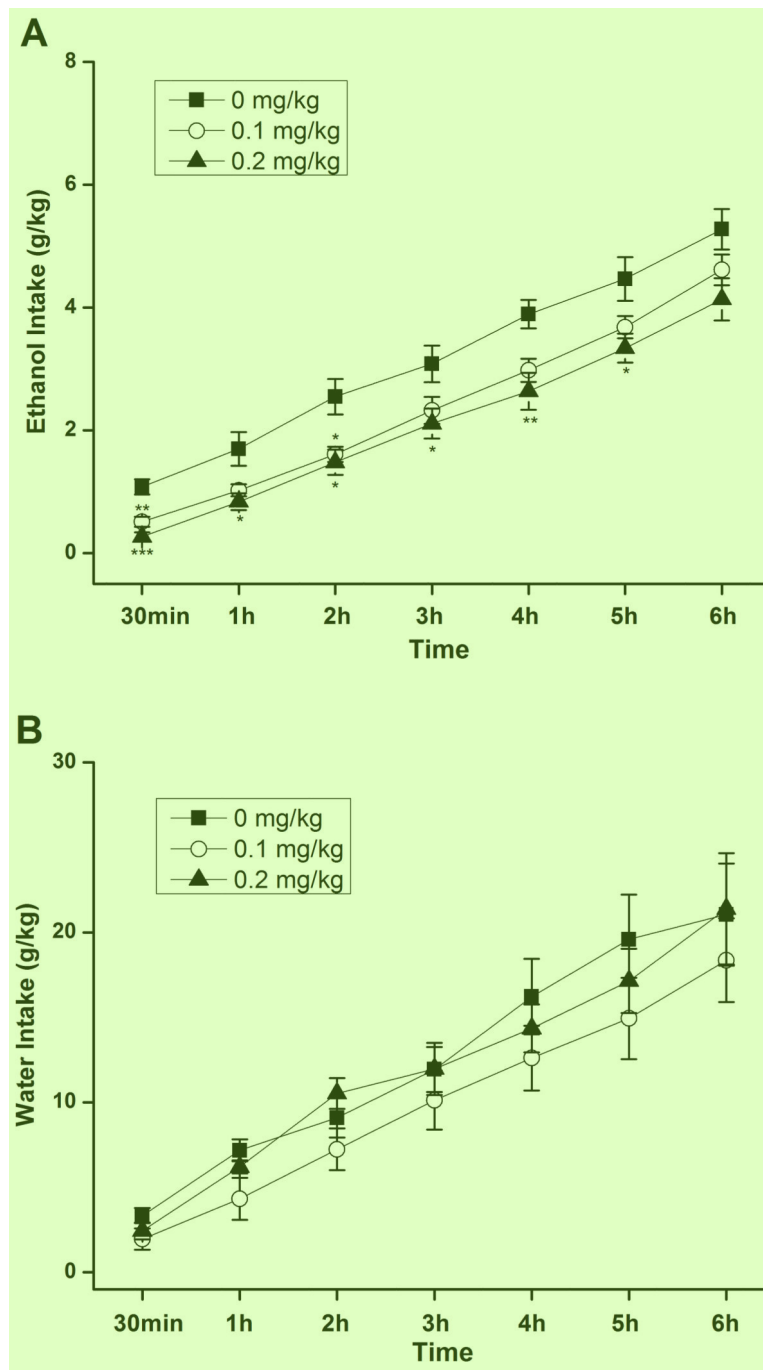 A
8
0 mg/kg
0.1 mg/kg
0.2 mg/kg
6
Ethanol Intake (g/kg)
4
*
2
*
**
*
*
**
*
0
***
30min 1h 2h 3h 4h 5h 6h
Time
B
30
0 mg/kg
0.1 mg/kg
0.2 mg/kg
20
Water Intake (g/kg)
10
0
30min 1h 2h 3h 4h 5h 6h
Time